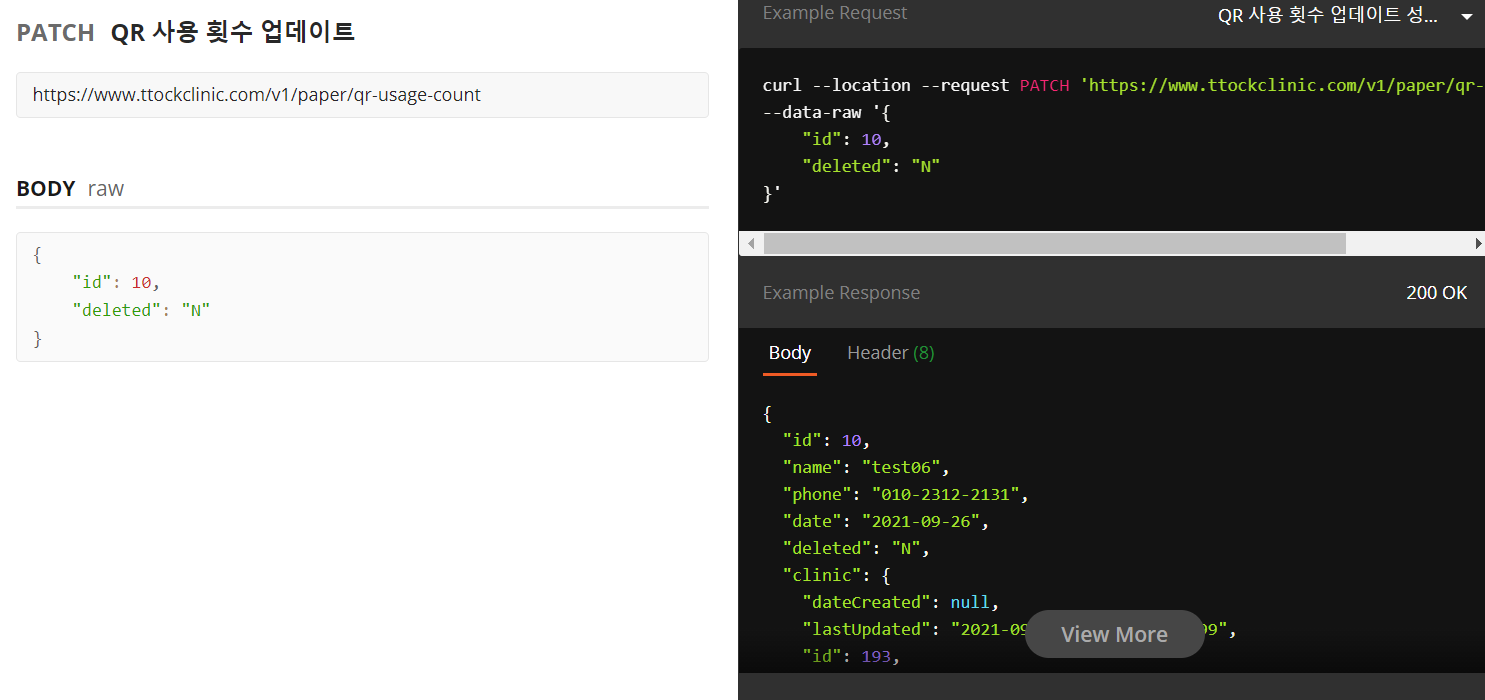 PATCH QR 사용 횟수 업데이트
https://www.ttockclinic.com/v1/paper/qr-usage-count
BODY raw
{
    "id": 10,
    "deleted": "N"
}
Example Request
QR 사용 횟수 업데이트 성...
curl --location --request PATCH 'https://www.ttockclinic.com/v1/paper/qr-
--data-raw '{
    "id": 10,
    "deleted": "N"
}'
Example Response
200 OK
Body Header (8)
{
  "id": 10,
  "name": "test06",
  "phone": "010-2312-2131",
  "date": "2021-09-26",
  "deleted": "N",
  "clinic": {
    "dateCreated": null,
    "lastUpdated": "2021-09
View More
9",
    "id": 193,